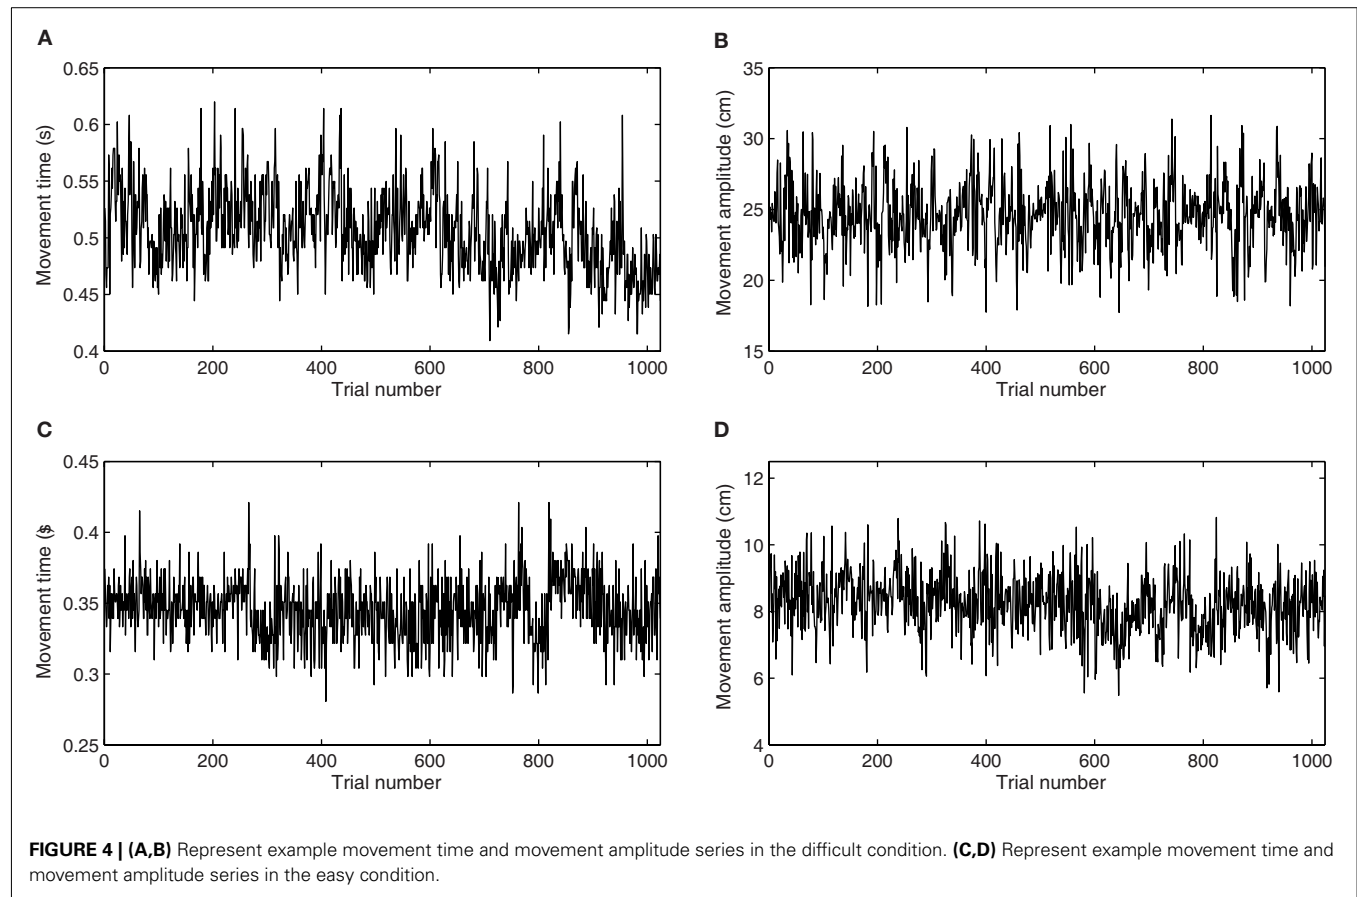 A
0.65
0.6
0.55
0.5
0.45
0.4
Movement time (s)
0 200 400 600 800 1000
Trial number
B
35
30
25
20
15
Movement amplitude (cm)
0 200 400 600 800 1000
Trial number
C
0.45
0.4
0.35
0.3
0.25
Movement time (s)
0 200 400 600 800 1000
Trial number
D
12
10
8
6
4
Movement amplitude (cm)
0 200 400 600 800 1000
Trial number
FIGURE 4 | (A,B) Represent example movement time and movement amplitude series in the difficult condition. (C,D) Represent example movement time and
movement amplitude series in the easy condition.